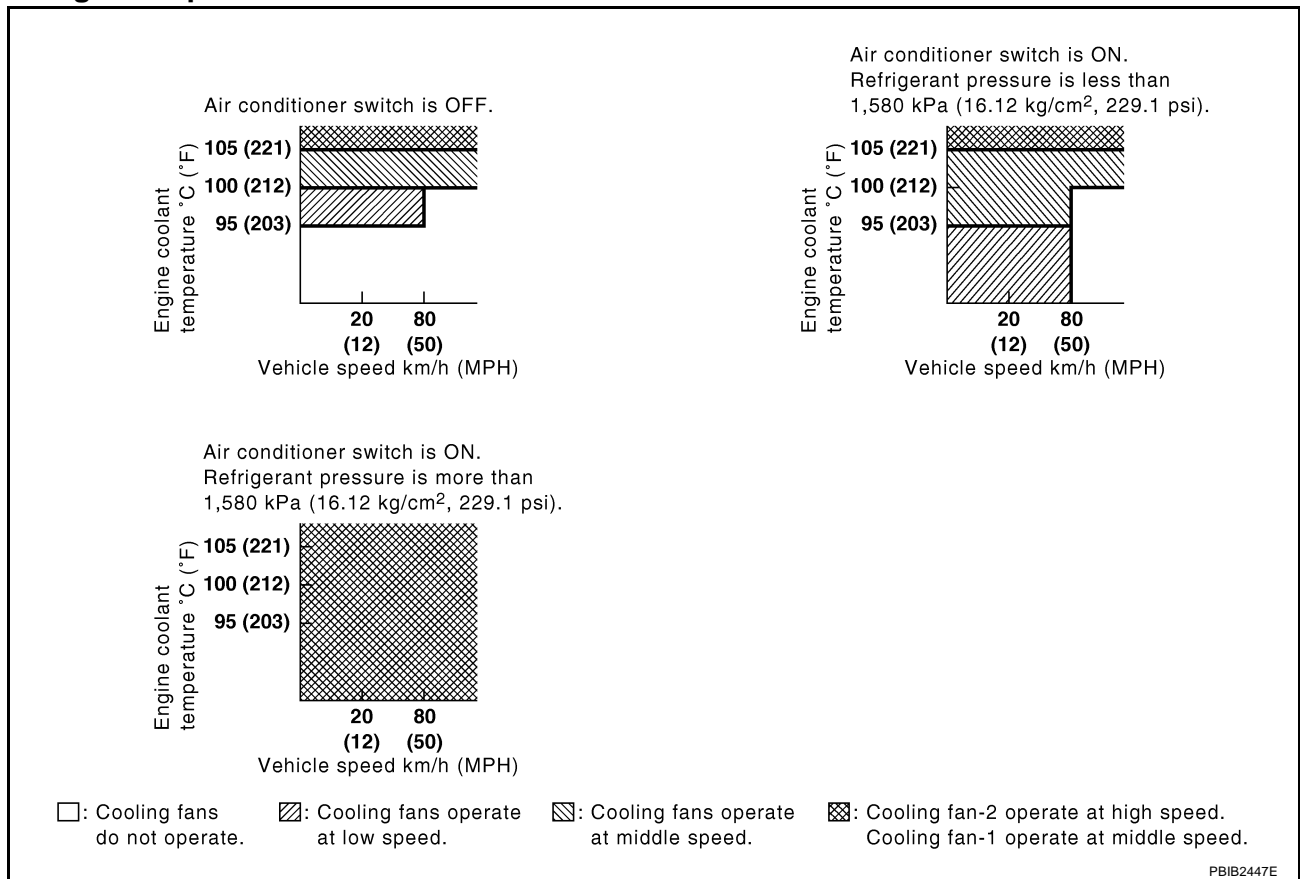 Air conditioner switch is OFF.
Engine coolant
temperature ˚C (˚F)
105 (221)
100 (212)
95 (203)
20
(12)
80
(50)
Vehicle speed km/h (MPH)
Air conditioner switch is ON.
Refrigerant pressure is less than
1,580 kPa (16.12 kg/cm², 229.1 psi).
Engine coolant
temperature ˚C (˚F)
105 (221)
100 (212)
95 (203)
20
(12)
80
(50)
Vehicle speed km/h (MPH)
Air conditioner switch is ON.
Refrigerant pressure is more than
1,580 kPa (16.12 kg/cm², 229.1 psi).
Engine coolant
temperature ˚C (˚F)
105 (221)
100 (212)
95 (203)
20
(12)
80
(50)
Vehicle speed km/h (MPH)
: Cooling fans
do not operate.
: Cooling fans operate
at low speed.
: Cooling fans operate
at middle speed.
: Cooling fan-2 operate at high speed.
Cooling fan-1 operate at middle speed.
PBIB2447E